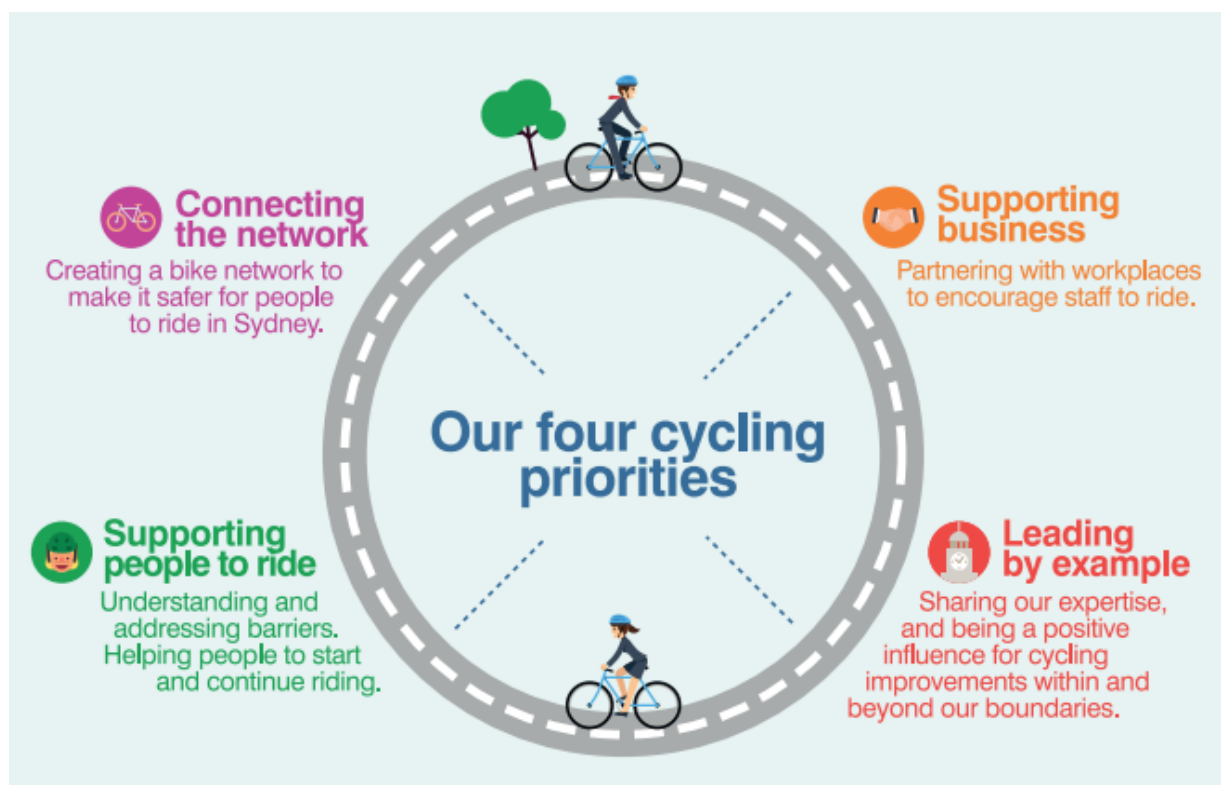 Connecting
the network
Creating a bike network to
make it safer for people
to ride in Sydney.
Supporting
business
Partnering with workplaces
to encourage staff to ride.
Our four cycling
priorities
Supporting
people to ride
Understanding and
addressing barriers.
Helping people to start
and continue riding.
Leading
by example
Sharing our expertise,
and being a positive
influence for cycling
improvements within and
beyond our boundaries.